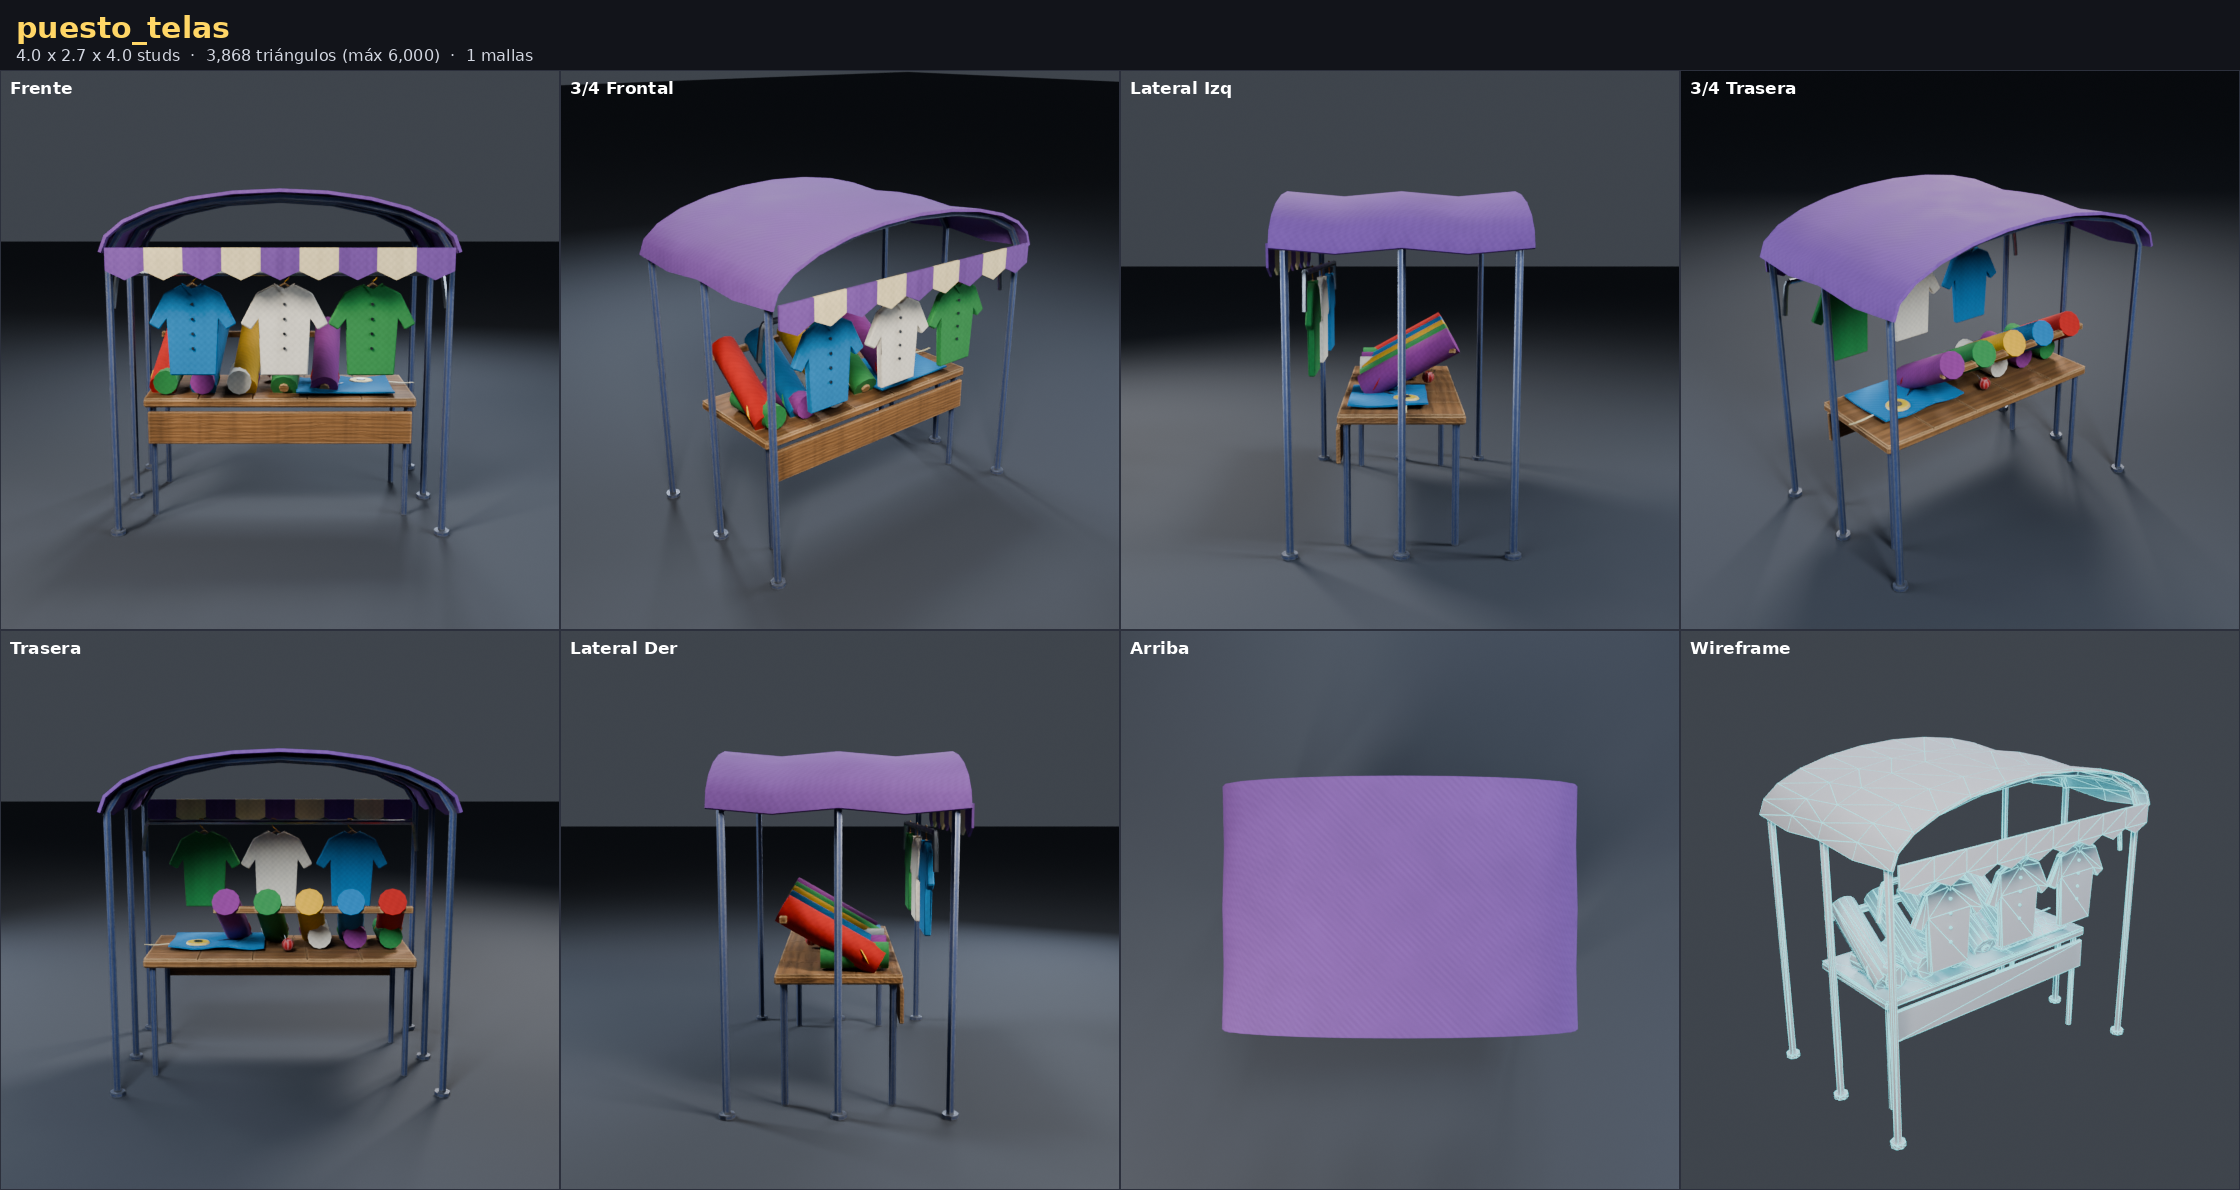 puesto_telas
4.0 x 2.7 x 4.0 studs · 3,868 triángulos (máx 6,000) · 1 mallas
Frente
3/4 Frontal
Lateral Izq
3/4 Trasera
Trasera
Lateral Der
Arriba
Wireframe